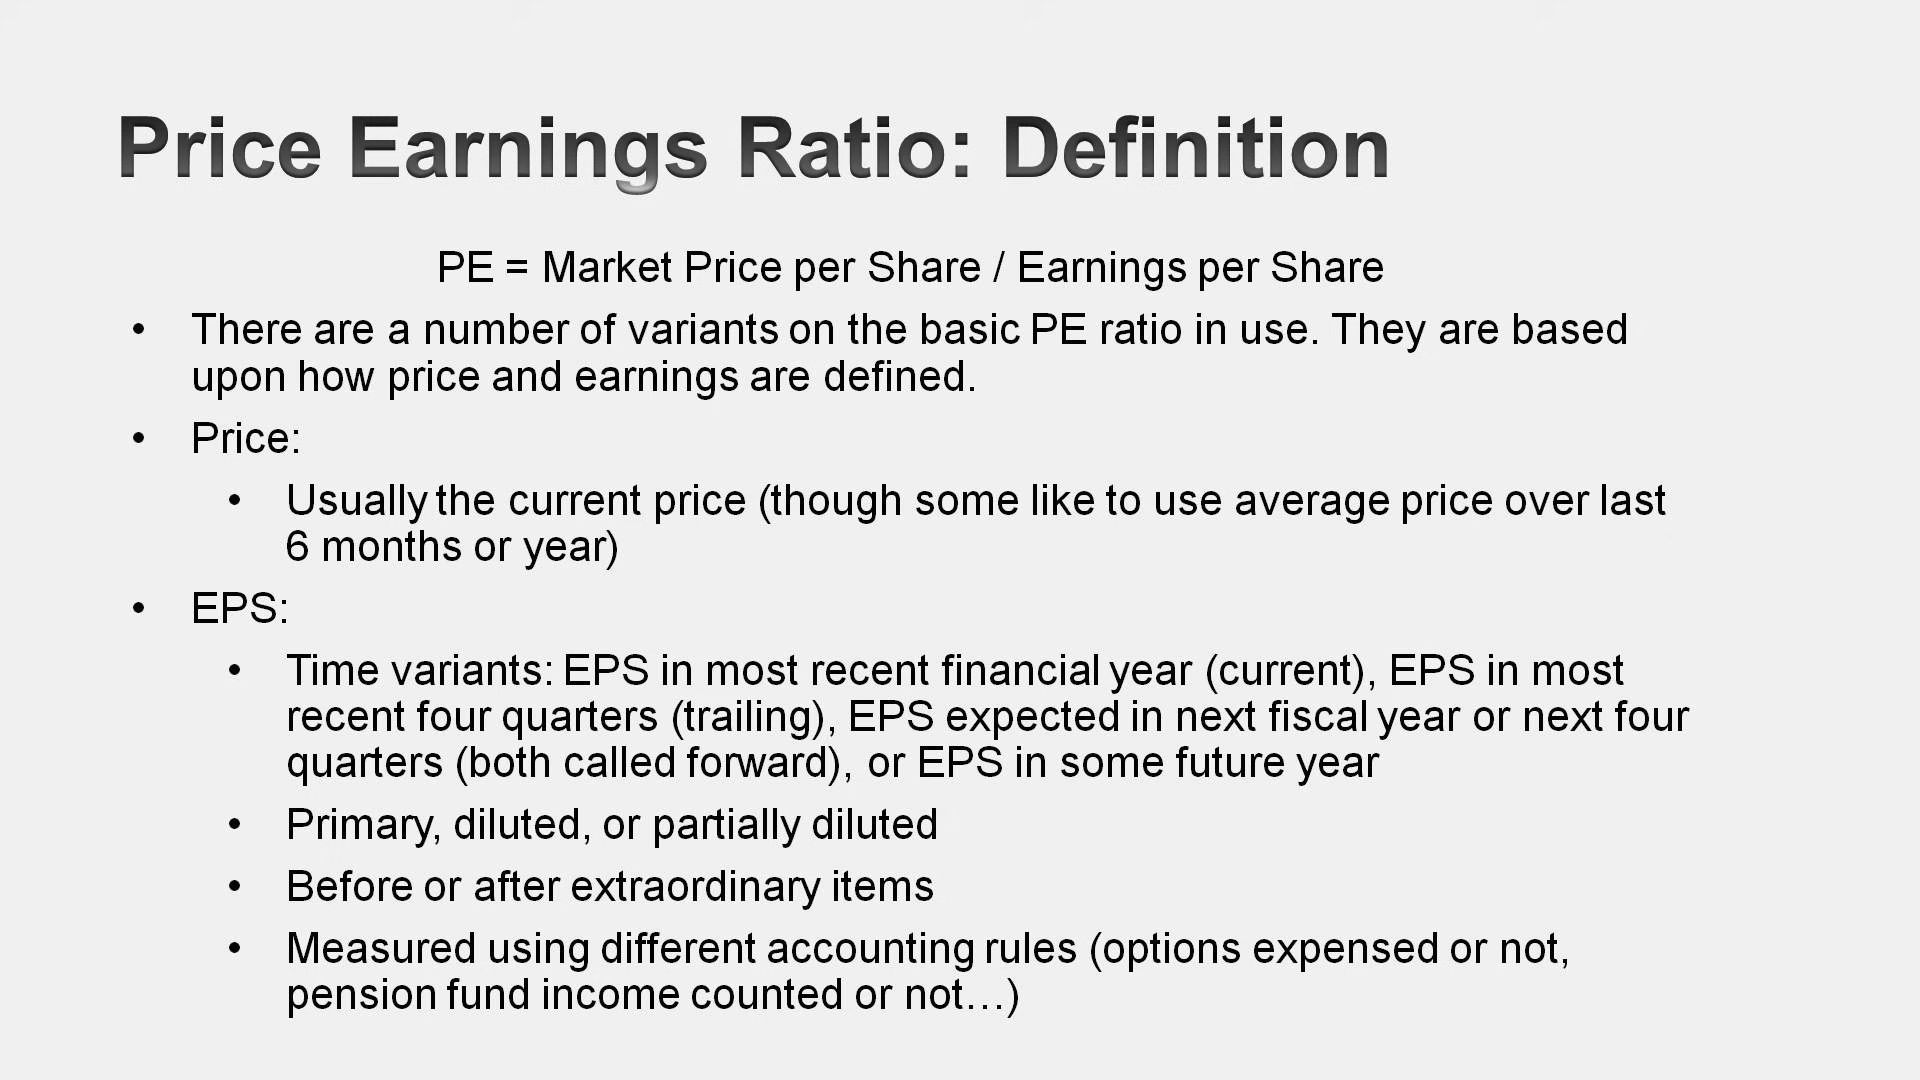 Price Earnings Ratio: Definition
PE = Market Price per Share / Earnings per Share
• There are a number of variants on the basic PE ratio in use. They are based
upon how price and earnings are defined.
• Price:
• Usually the current price (though some like to use average price over last
6 months or year)
• EPS:
• Time variants: EPS in most recent financial year (current), EPS in most
recent four quarters (trailing), EPS expected in next fiscal year or next four
quarters (both called forward), or EPS in some future year
• Primary, diluted, or partially diluted
• Before or after extraordinary items
• Measured using different accounting rules (options expensed or not,
pension fund income counted or not…)